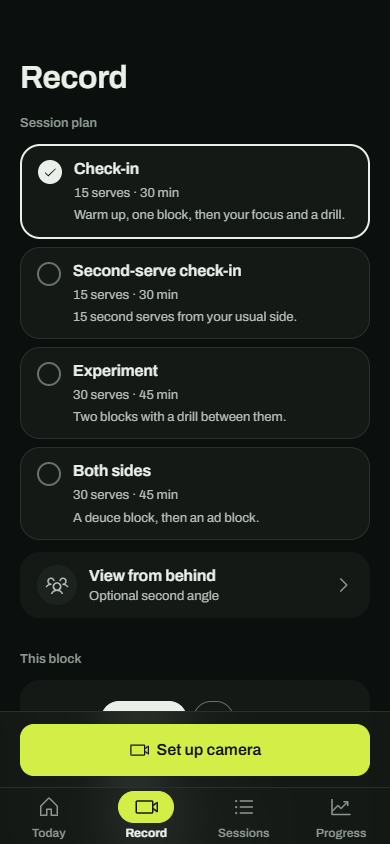 Record
Session plan
Check-in
15 serves · 30 min
Warm up, one block, then your focus and a drill.
Second-serve check-in
15 serves · 30 min
15 second serves from your usual side.
Experiment
30 serves · 45 min
Two blocks with a drill between them.
Both sides
30 serves · 45 min
A deuce block, then an ad block.
View from behind
Optional second angle
This block
Set up camera
Today
Record
Sessions
Progress